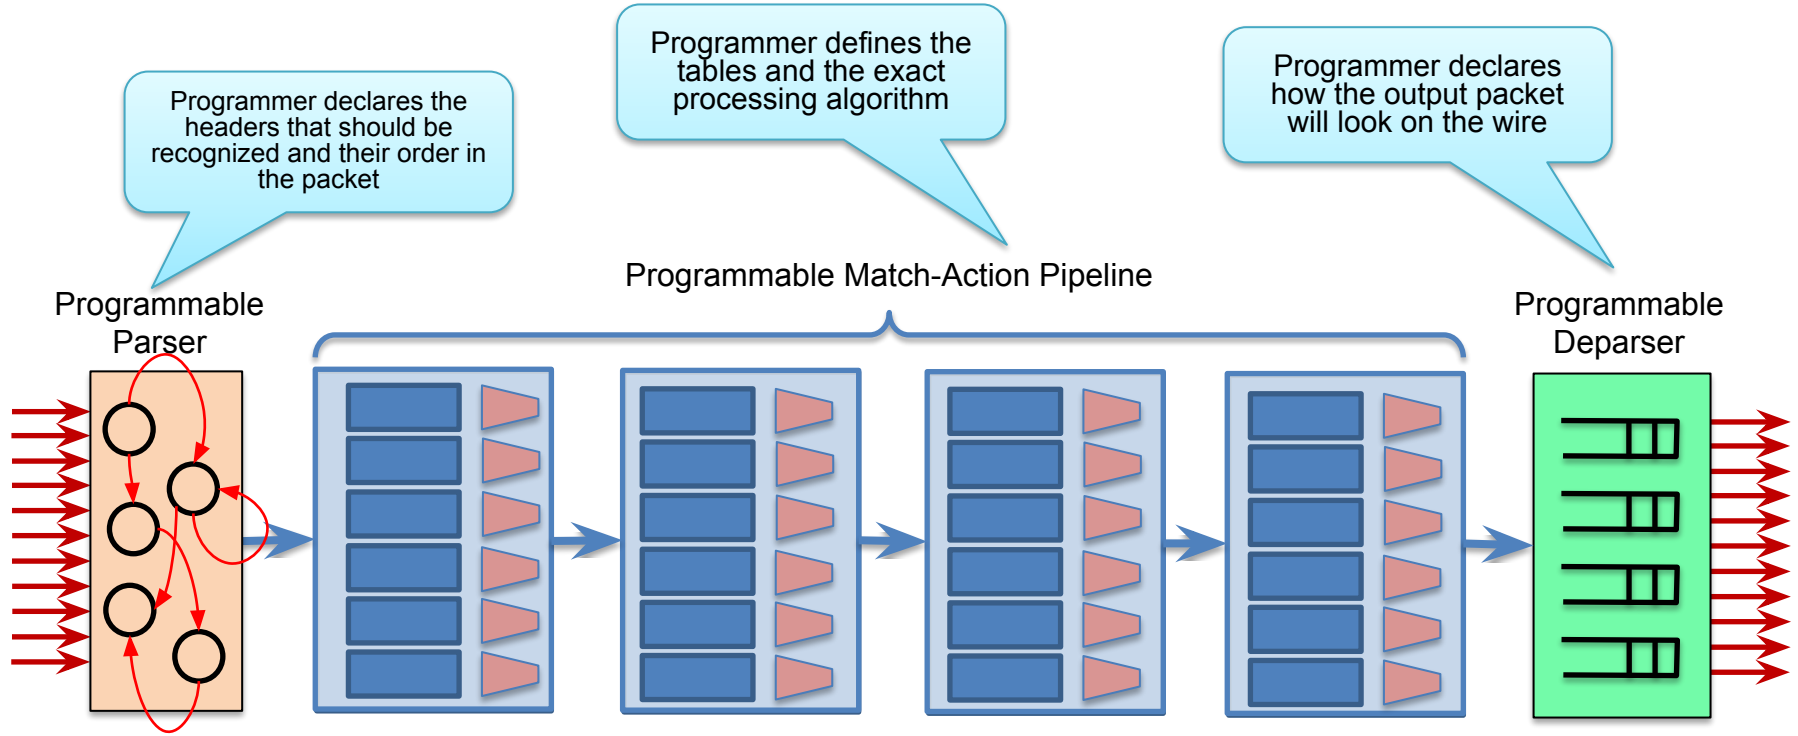 Programmer declares the
headers that should be
recognized and their order in
the packet
Programmer defines the
tables and the exact
processing algorithm
Programmer declares
how the output packet
will look on the wire
Programmable
Parser
Programmable Match-Action Pipeline
Programmable
Deparser